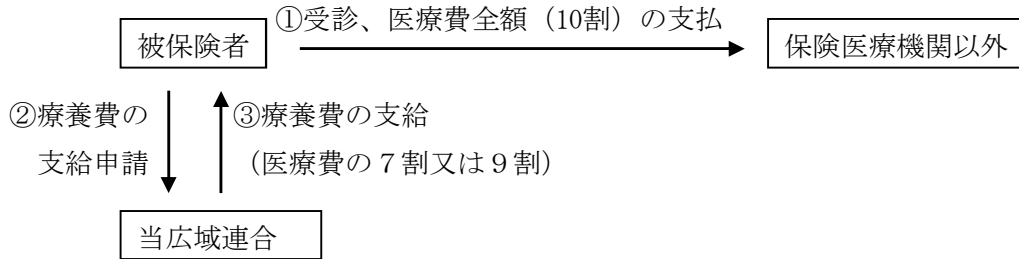 ①受診、医療費全額（10割）の支払
被保険者
保険医療機関以外
②療養費の
支給申請
③療養費の支給
（医療費の７割又は９割）
当広域連合